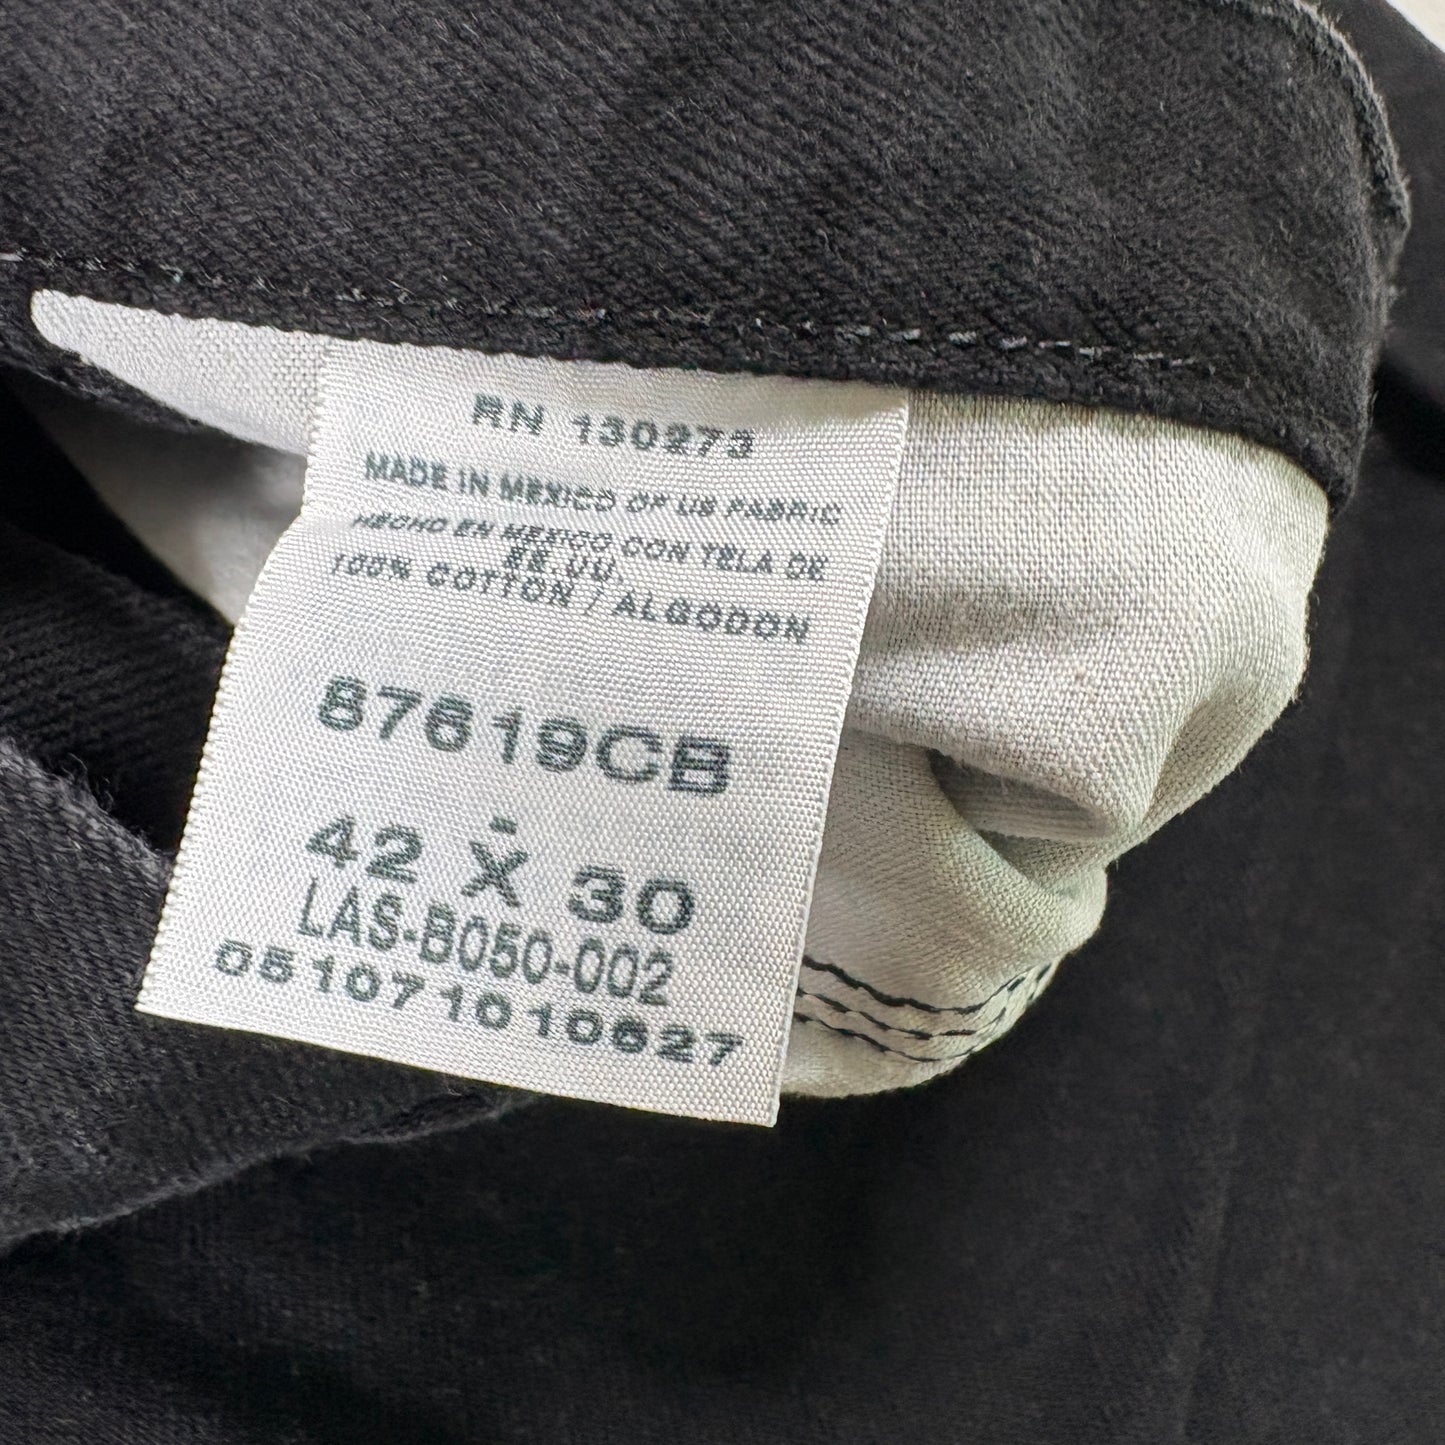 RN 130273
MADE IN MEXICO OF US FABRIC
HECHO EN MEXICO CON TELA DE
EE.UU.
100% COTTON / ALGODON
87619CB
42 X 30
LAS-B050-002
05107101010627